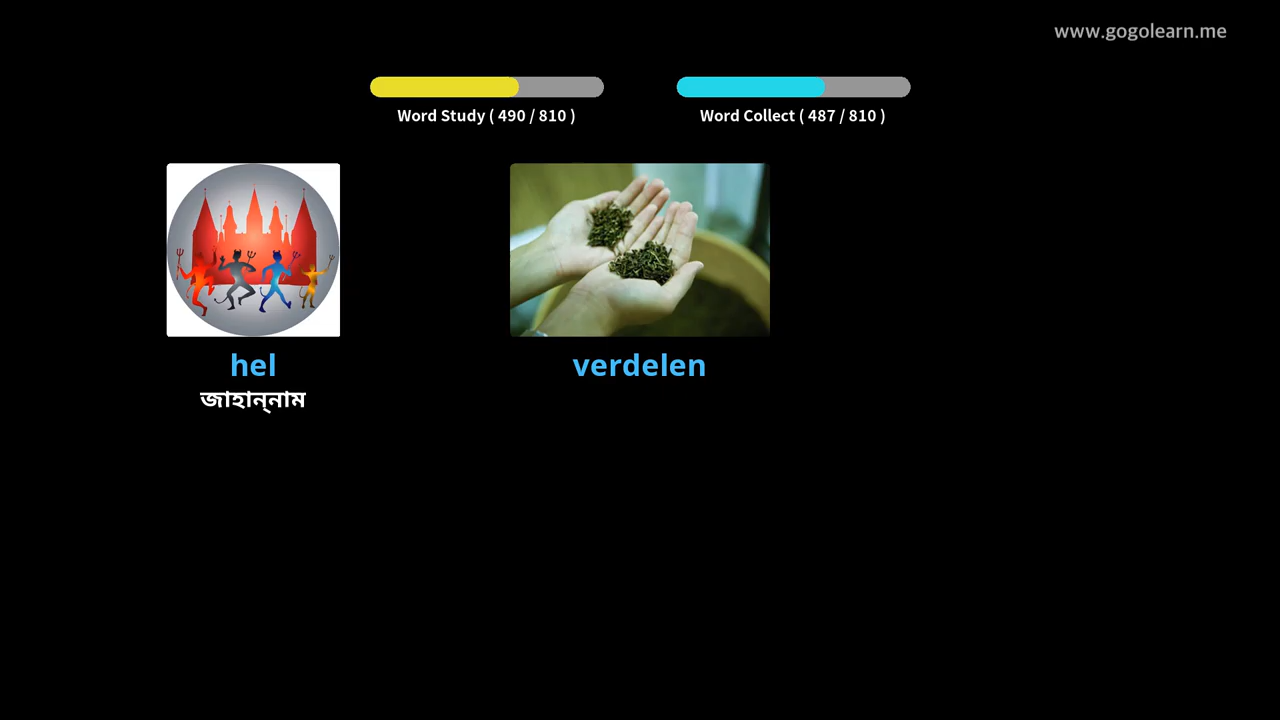 www.gogolearn.me
Word Study ( 490 / 810 )
Word Collect ( 487 / 810 )
hel
জাহান্নাম
verdelen